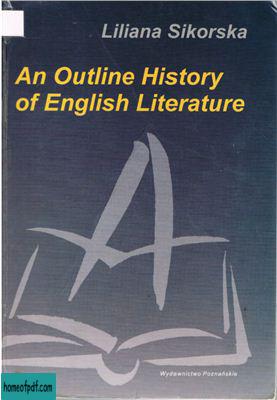 Liliana Sikorska
An Outline History
of English Literature
A
Wydawnictwo Poznańskie
homeofpdf.com